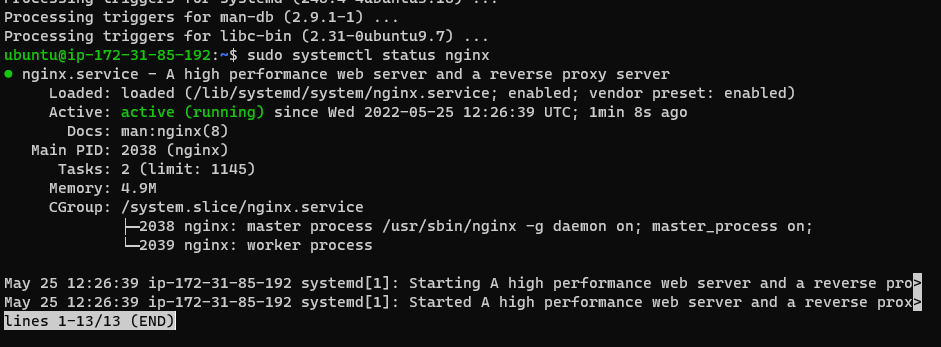 Processing triggers for systemd (245.4-4ubuntu3.16) ...
Processing triggers for man-db (2.9.1-1) ...
Processing triggers for libc-bin (2.31-0ubuntu9.7) ...
ubuntu@ip-172-31-85-192:~$ sudo systemctl status nginx
● nginx.service - A high performance web server and a reverse proxy server
     Loaded: loaded (/lib/systemd/system/nginx.service; enabled; vendor preset: enabled)
     Active: active (running) since Wed 2022-05-25 12:26:39 UTC; 1min 8s ago
       Docs: man:nginx(8)
   Main PID: 2038 (nginx)
      Tasks: 2 (limit: 1145)
     Memory: 4.9M
     CGroup: /system.slice/nginx.service
             ├─2038 nginx: master process /usr/sbin/nginx -g daemon on; master_process on;
             └─2039 nginx: worker process
May 25 12:26:39 ip-172-31-85-192 systemd[1]: Starting A high performance web server and a reverse pro>
May 25 12:26:39 ip-172-31-85-192 systemd[1]: Started A high performance web server and a reverse prox>
lines 1-13/13 (END)